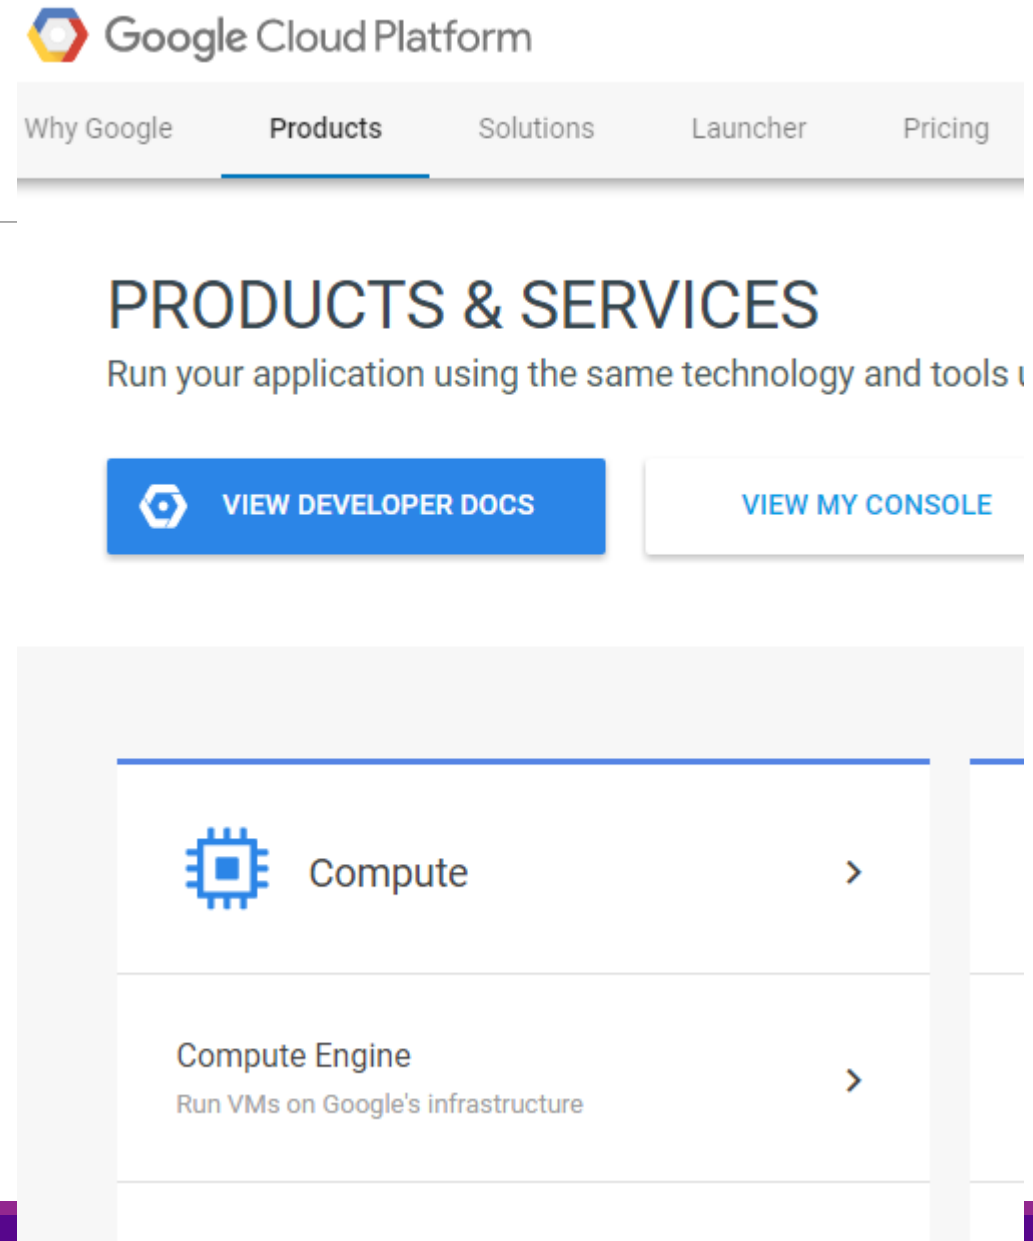 Google Cloud Platform
Why Google Products Solutions Launcher Pricing
PRODUCTS & SERVICES
Run your application using the same technology and tools
VIEW DEVELOPER DOCS VIEW MY CONSOLE
Compute
Compute Engine
Run VMs on Google's infrastructure